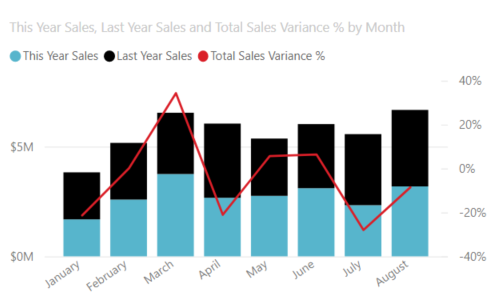 This Year Sales, Last Year Sales and Total Sales Variance % by Month
This Year Sales Last Year Sales Total Sales Variance %
40%
20%
$5M
0%
-20%
$0M
-40%
January February March April May June July August